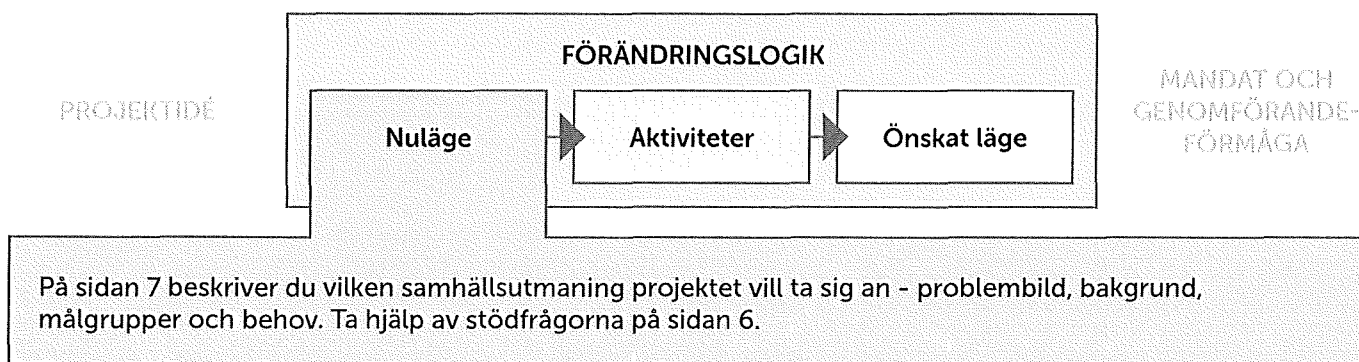 FÖRÄNDRINGSLOGIK
PROJEKTIDÉ
Nuläge
Aktiviteter
Önskat läge
MANDAT OCH
GENOMFÖRANDE-
FÖRMÅGA
På sidan 7 beskriver du vilken samhällsutmaning projektet vill ta sig an - problembild, bakgrund,
målgrupper och behov. Ta hjälp av stödfrågorna på sidan 6.